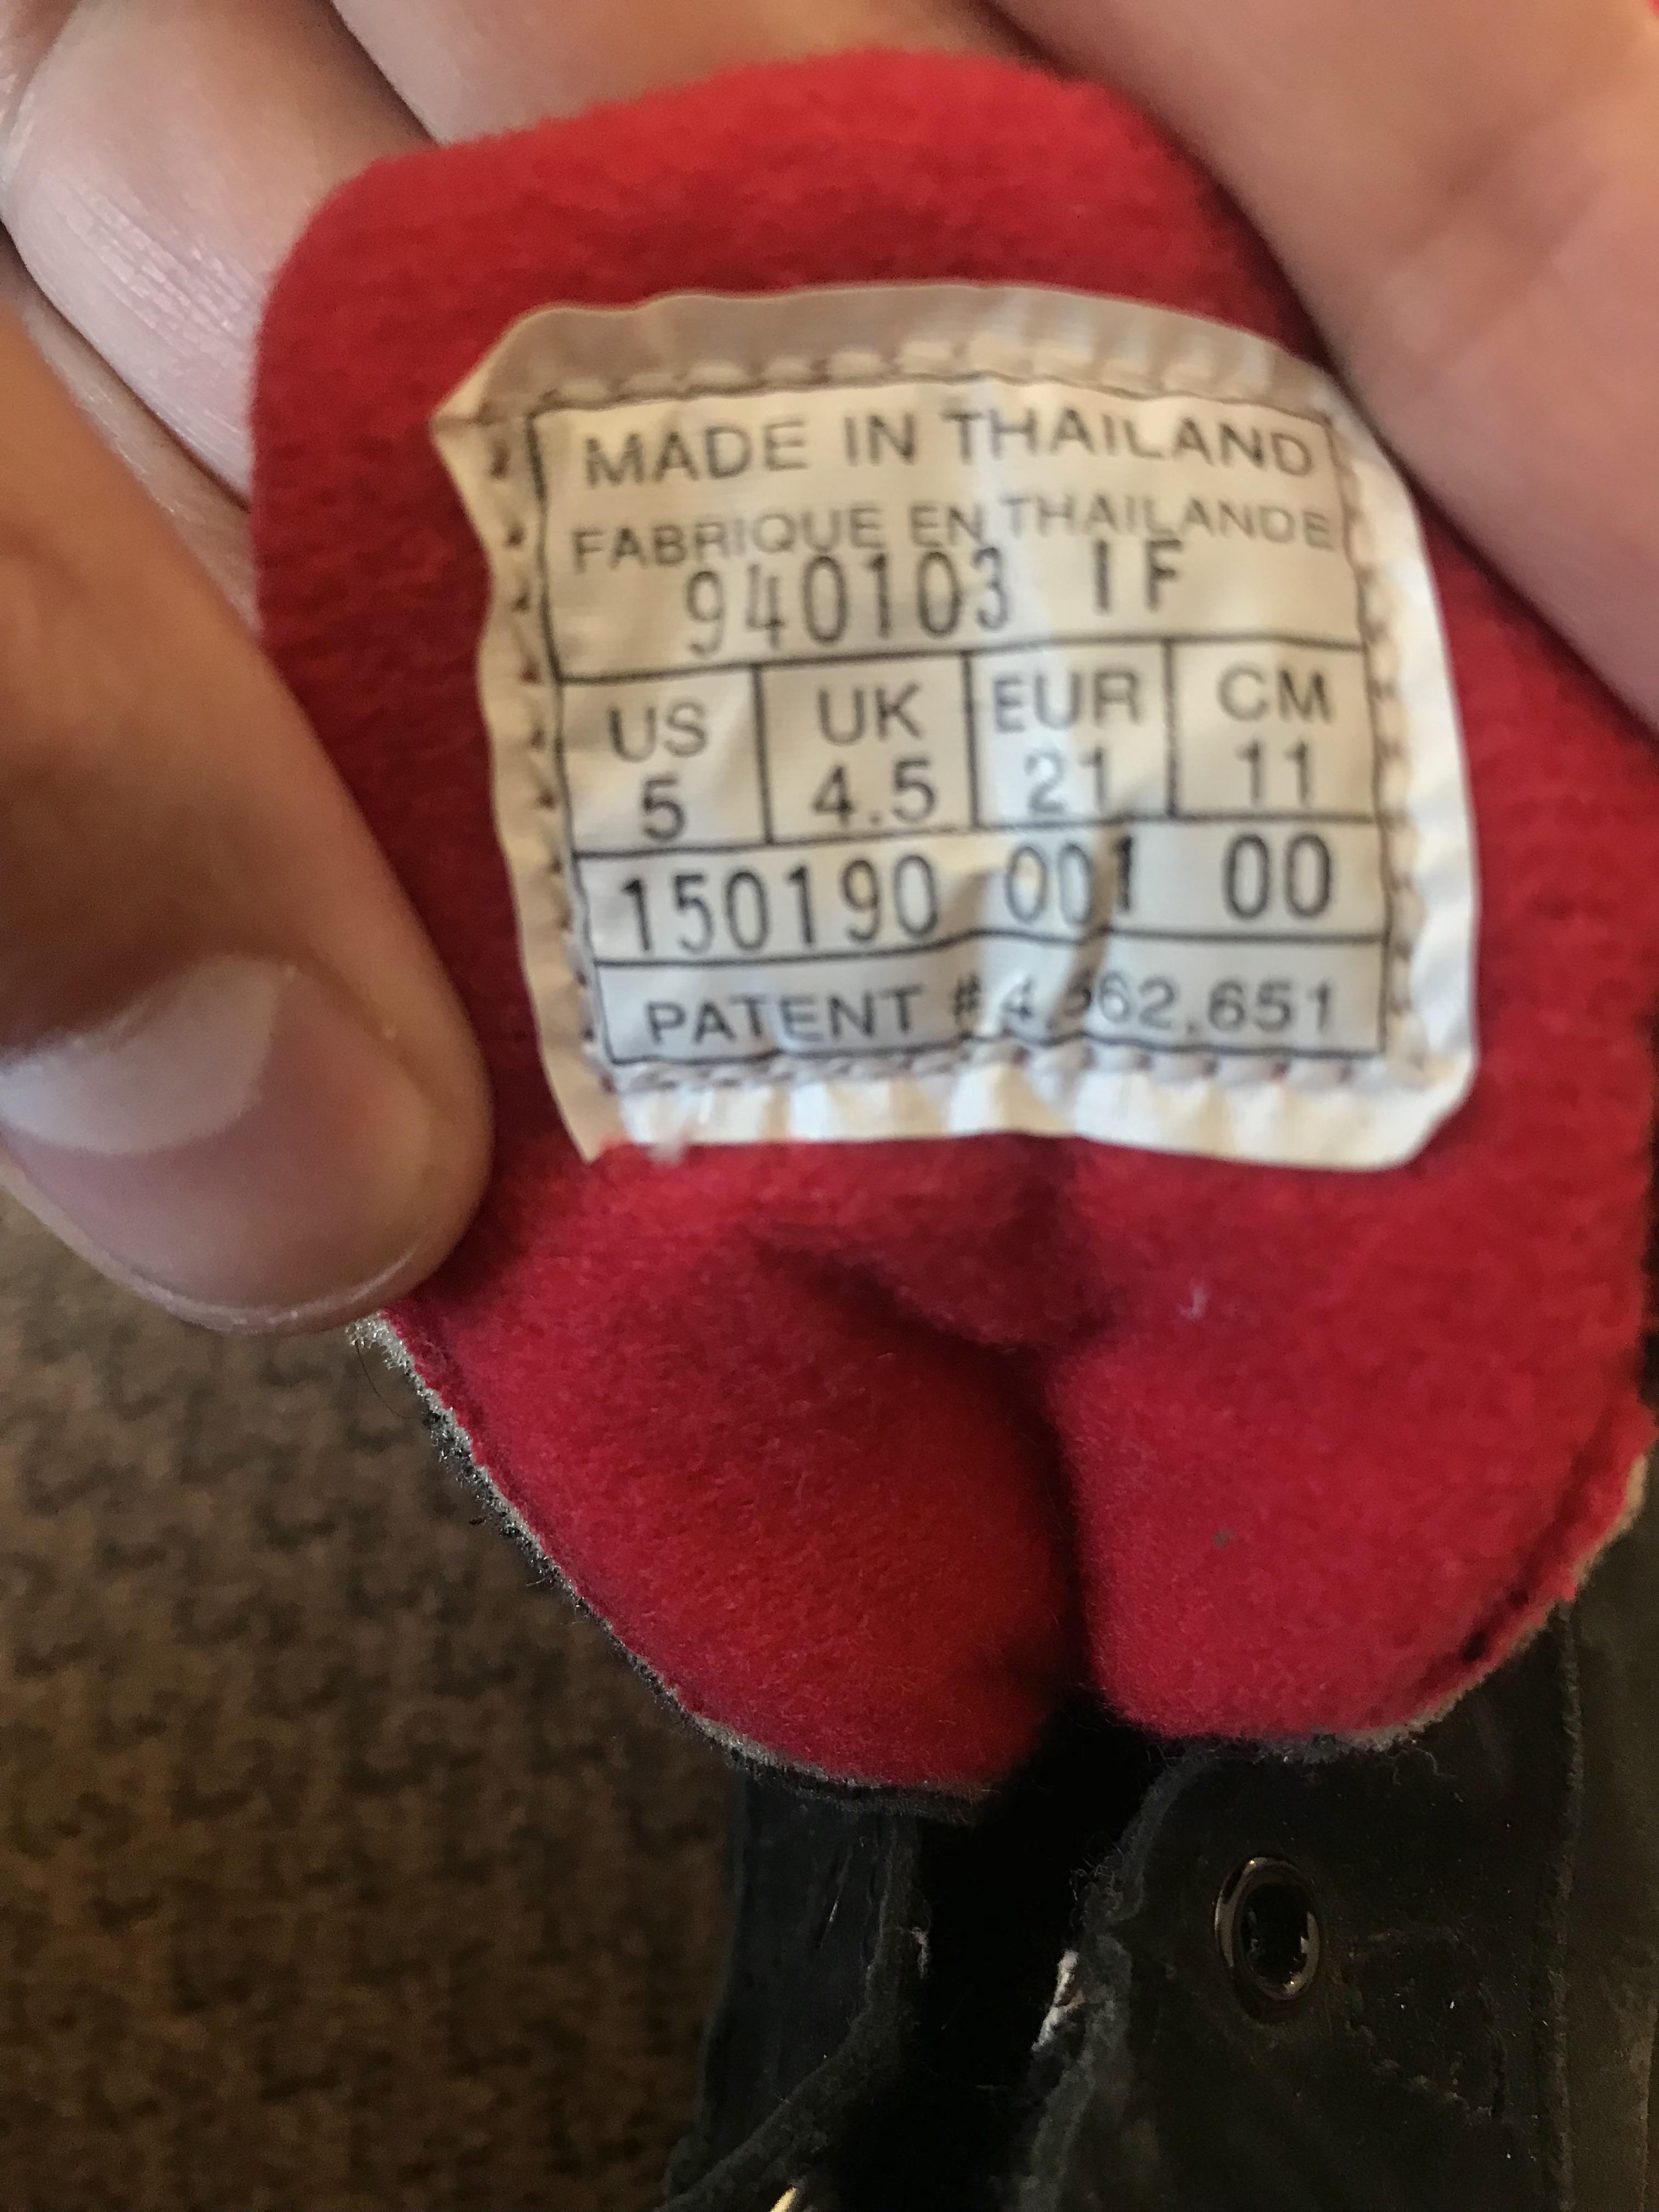 MADE IN THAILAND
FABRIQUE EN THAILANDE
940103 IF
US UK EUR CM
5 4.5 21 11
150190 001 00
PATENT #